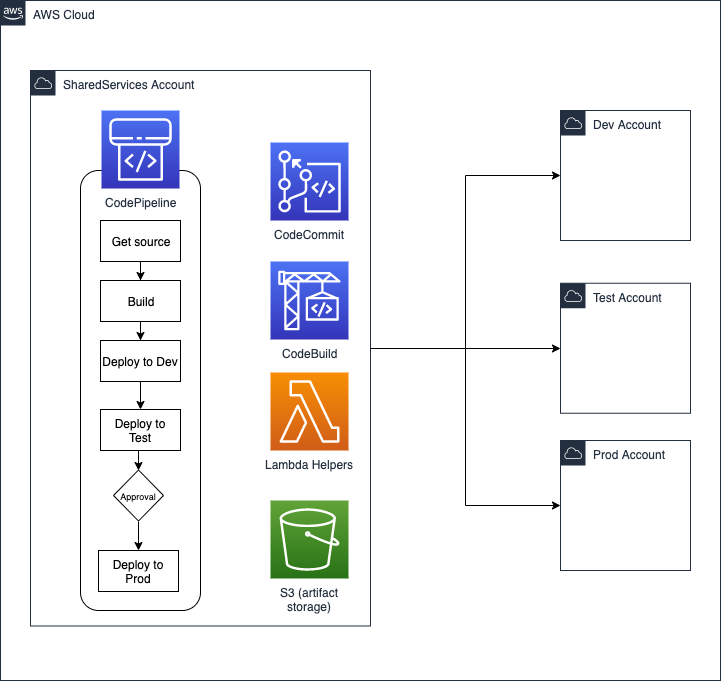 aws
AWS Cloud
SharedServices Account
CodePipeline
Get source
Build
Deploy to Dev
Deploy to
Test
Approval
Deploy to
Prod
CodeCommit
CodeBuild
Lambda Helpers
S3 (artifact
storage)
Dev Account
Test Account
Prod Account